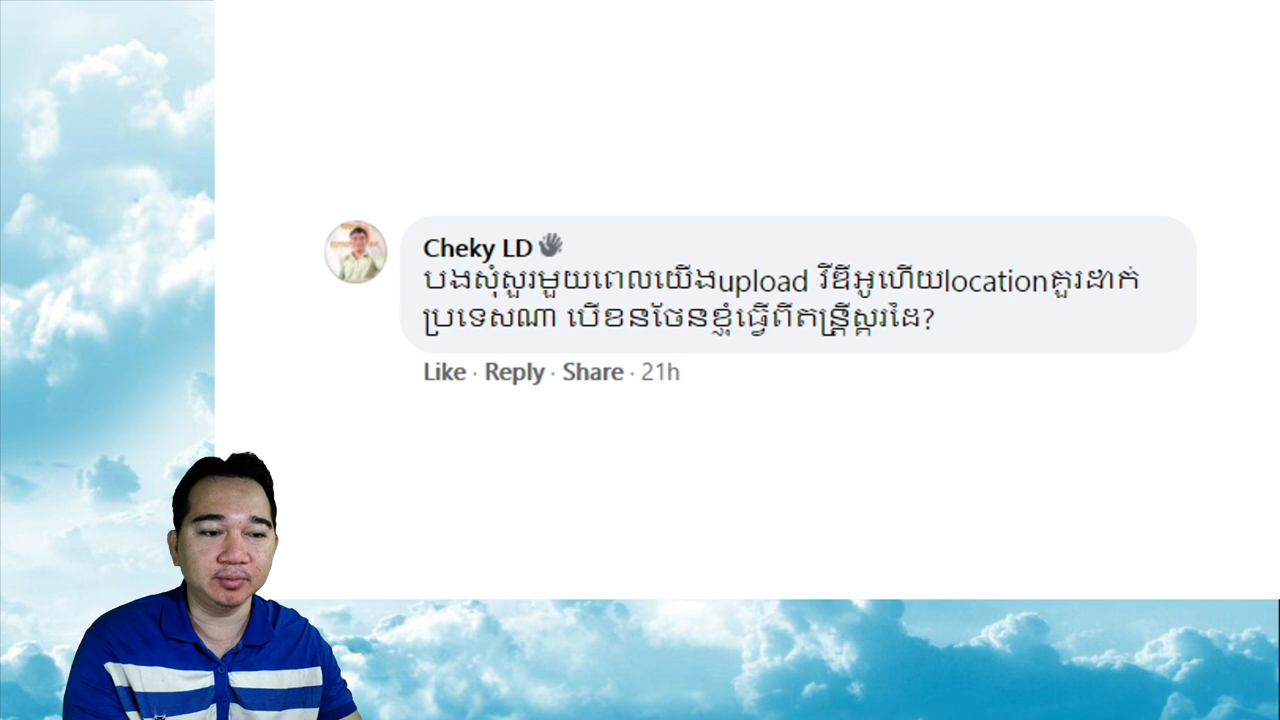 Cheky LD
បងសុំសួរមួយពេលយើងupload វីឌីអូហើយlocationគួរដាក់
ប្រទេសណា បើខនថែនខ្ញុំធ្វើពីតន្ត្រីស្គរដៃ?
Like · Reply · Share · 21h